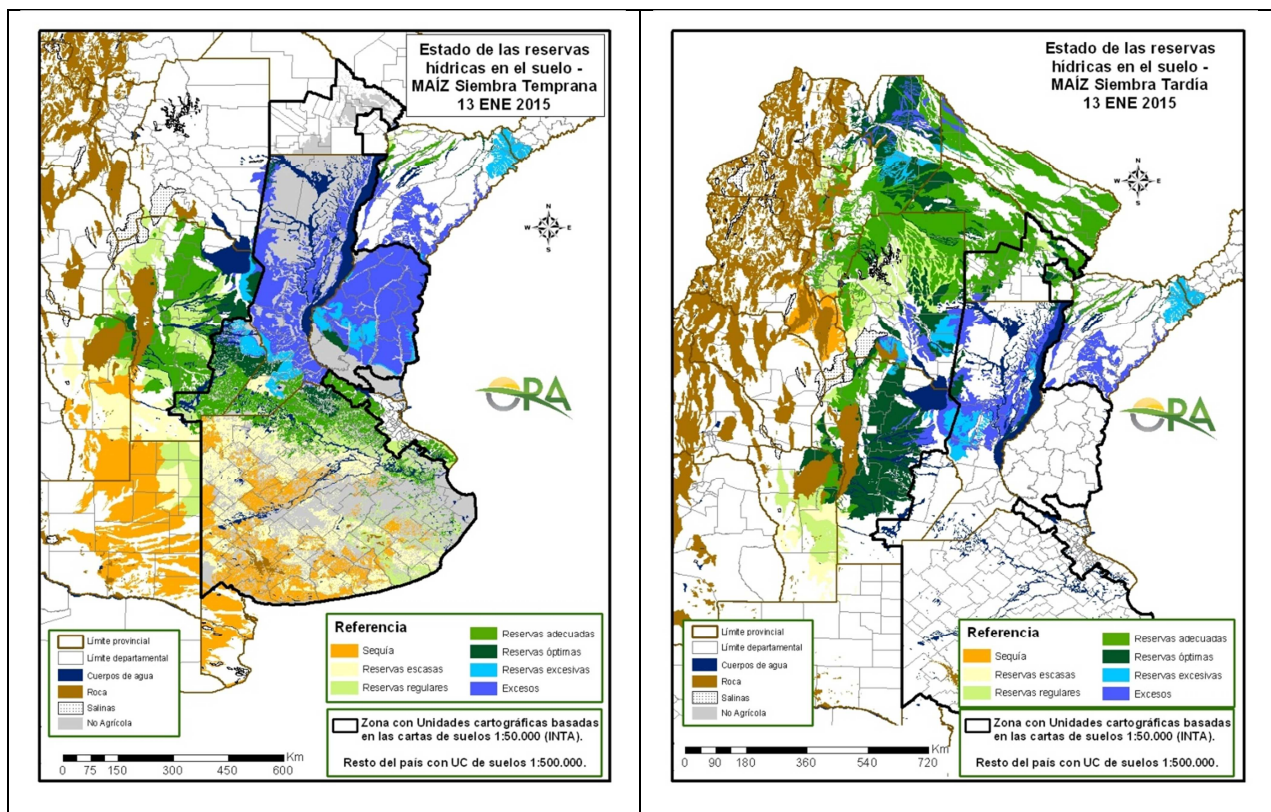 Estado de las reservas
hídricas en el suelo -
MAÍZ Siembra Temprana
13 ENE 2015
N
W E
S
ORA
Límite provincial
Límite departamental
Cuerpos de agua
Roca
Salinas
No Agrícola
Referencia
Sequía
Reservas escasas
Reservas regulares
Reservas adecuadas
Reservas óptimas
Reservas excesivas
Excesos
Zona con Unidades cartográficas basadas
en las cartas de suelos 1:50.000 (INTA).
Resto del país con UC de suelos 1:500.000.
Km
0 75 150 300 450 600
Estado de las reservas
hídricas en el suelo -
MAÍZ Siembra Tardía
13 ENE 2015
N
W E
S
ORA
Límite provincial
Límite departamental
Cuerpos de agua
Roca
Salinas
No Agrícola
Referencia
Sequía
Reservas escasas
Reservas regulares
Reservas adecuadas
Reservas óptimas
Reservas excesivas
Excesos
Zona con Unidades cartográficas basadas
en las cartas de suelos 1:50.000 (INTA).
Resto del país con UC de suelos 1:500.000.
Km
0 90 180 360 540 720